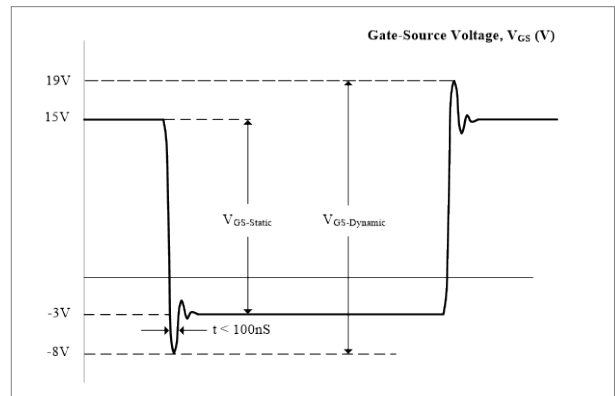 Gate-Source Voltage, VGS (V)
19V
15V
VGS-Static
VGS-Dynamic
-3V
t < 100nS
-8V